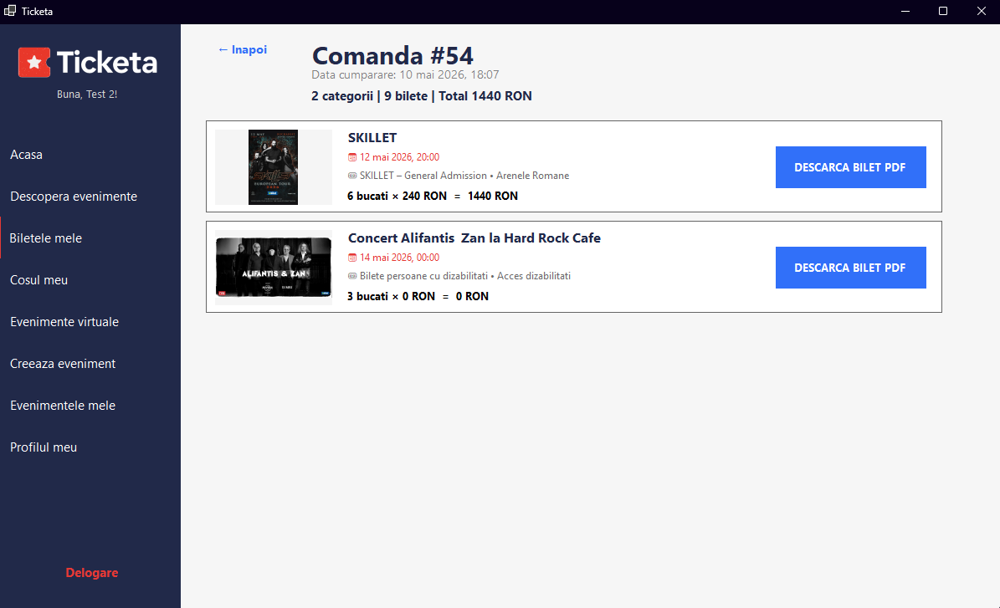 Ticketa
Ticketa
Buna, Test 2!
Acasa
Descopera evenimente
Biletele mele
Cosul meu
Evenimente virtuale
Creeaza eveniment
Evenimentele mele
Profilul meu
Delogare
← Inapoi
Comanda #54
Data cumparare: 10 mai 2026, 18:07
2 categorii | 9 bilete | Total 1440 RON
SKILLET
EUROPEAN TOUR
SKILLET
12 mai 2026, 20:00
SKILLET – General Admission • Arenele Romane
6 bucati × 240 RON = 1440 RON
DESCARCA BILET PDF
ALIFANTIS & ZAN
Concert Alifantis  Zan la Hard Rock Cafe
14 mai 2026, 00:00
Bilete persoane cu dizabilitati • Acces dizabilitati
3 bucati × 0 RON = 0 RON
DESCARCA BILET PDF